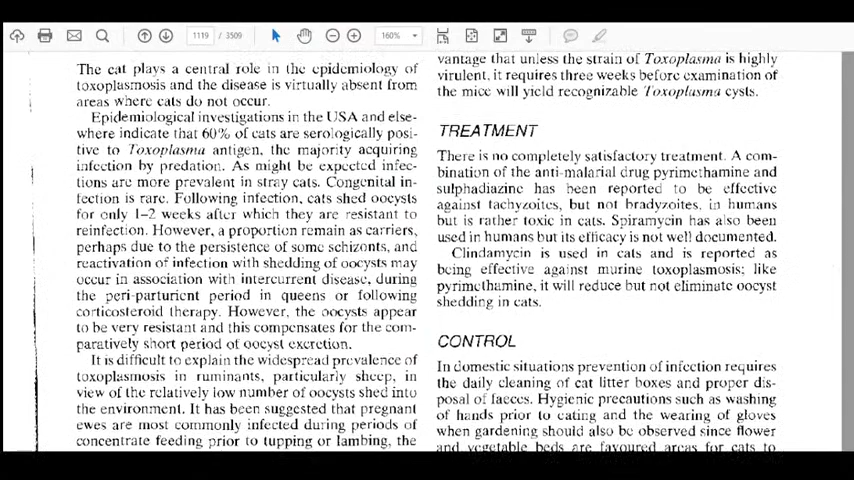 1119 / 3509
160%
The cat plays a central role in the epidemiology of
toxoplasmosis and the disease is virtually absent from
areas where cats do not occur.
Epidemiological investigations in the USA and else-
where indicate that 60% of cats are serologically posi-
tive to Toxoplasma antigen, the majority acquiring
infection by predation. As might be expected infec-
tions are more prevalent in stray cats. Congenital in-
fection is rare. Following infection, cats shed oocysts
for only 1–2 weeks after which they are resistant to
reinfection. However, a proportion remain as carriers,
perhaps due to the persistence of some schizonts, and
reactivation of infection with shedding of oocysts may
occur in association with intercurrent disease, during
the peri-parturient period in queens or following
corticosteroid therapy. However, the oocysts appear
to be very resistant and this compensates for the com-
paratively short period of oocyst excretion.
It is difficult to explain the widespread prevalence of
toxoplasmosis in ruminants, particularly sheep, in
view of the relatively low number of oocysts shed into
the environment. It has been suggested that pregnant
ewes are most commonly infected during periods of
concentrate feeding prior to tupping or lambing, the
vantage that unless the strain of Toxoplasma is highly
virulent, it requires three weeks before examination of
the mice will yield recognizable Toxoplasma cysts.
TREATMENT
There is no completely satisfactory treatment. A com-
bination of the anti-malarial drug pyrimethamine and
sulphadiazine has been reported to be effective
against tachyzoites, but not bradyzoites, in humans
but is rather toxic in cats. Spiramycin has also been
used in humans but its efficacy is not well documented.
Clindamycin is used in cats and is reported as
being effective against murine toxoplasmosis; like
pyrimethamine, it will reduce but not eliminate oocyst
shedding in cats.
CONTROL
In domestic situations prevention of infection requires
the daily cleaning of cat litter boxes and proper dis-
posal of faeces. Hygienic precautions such as washing
of hands prior to eating and the wearing of gloves
when gardening should also be observed since flower
and vegetable beds are favoured areas for cats to